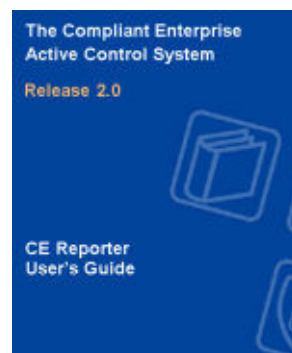 The Compliant Enterprise
Active Control System
Release 2.0
CE Reporter
User's Guide